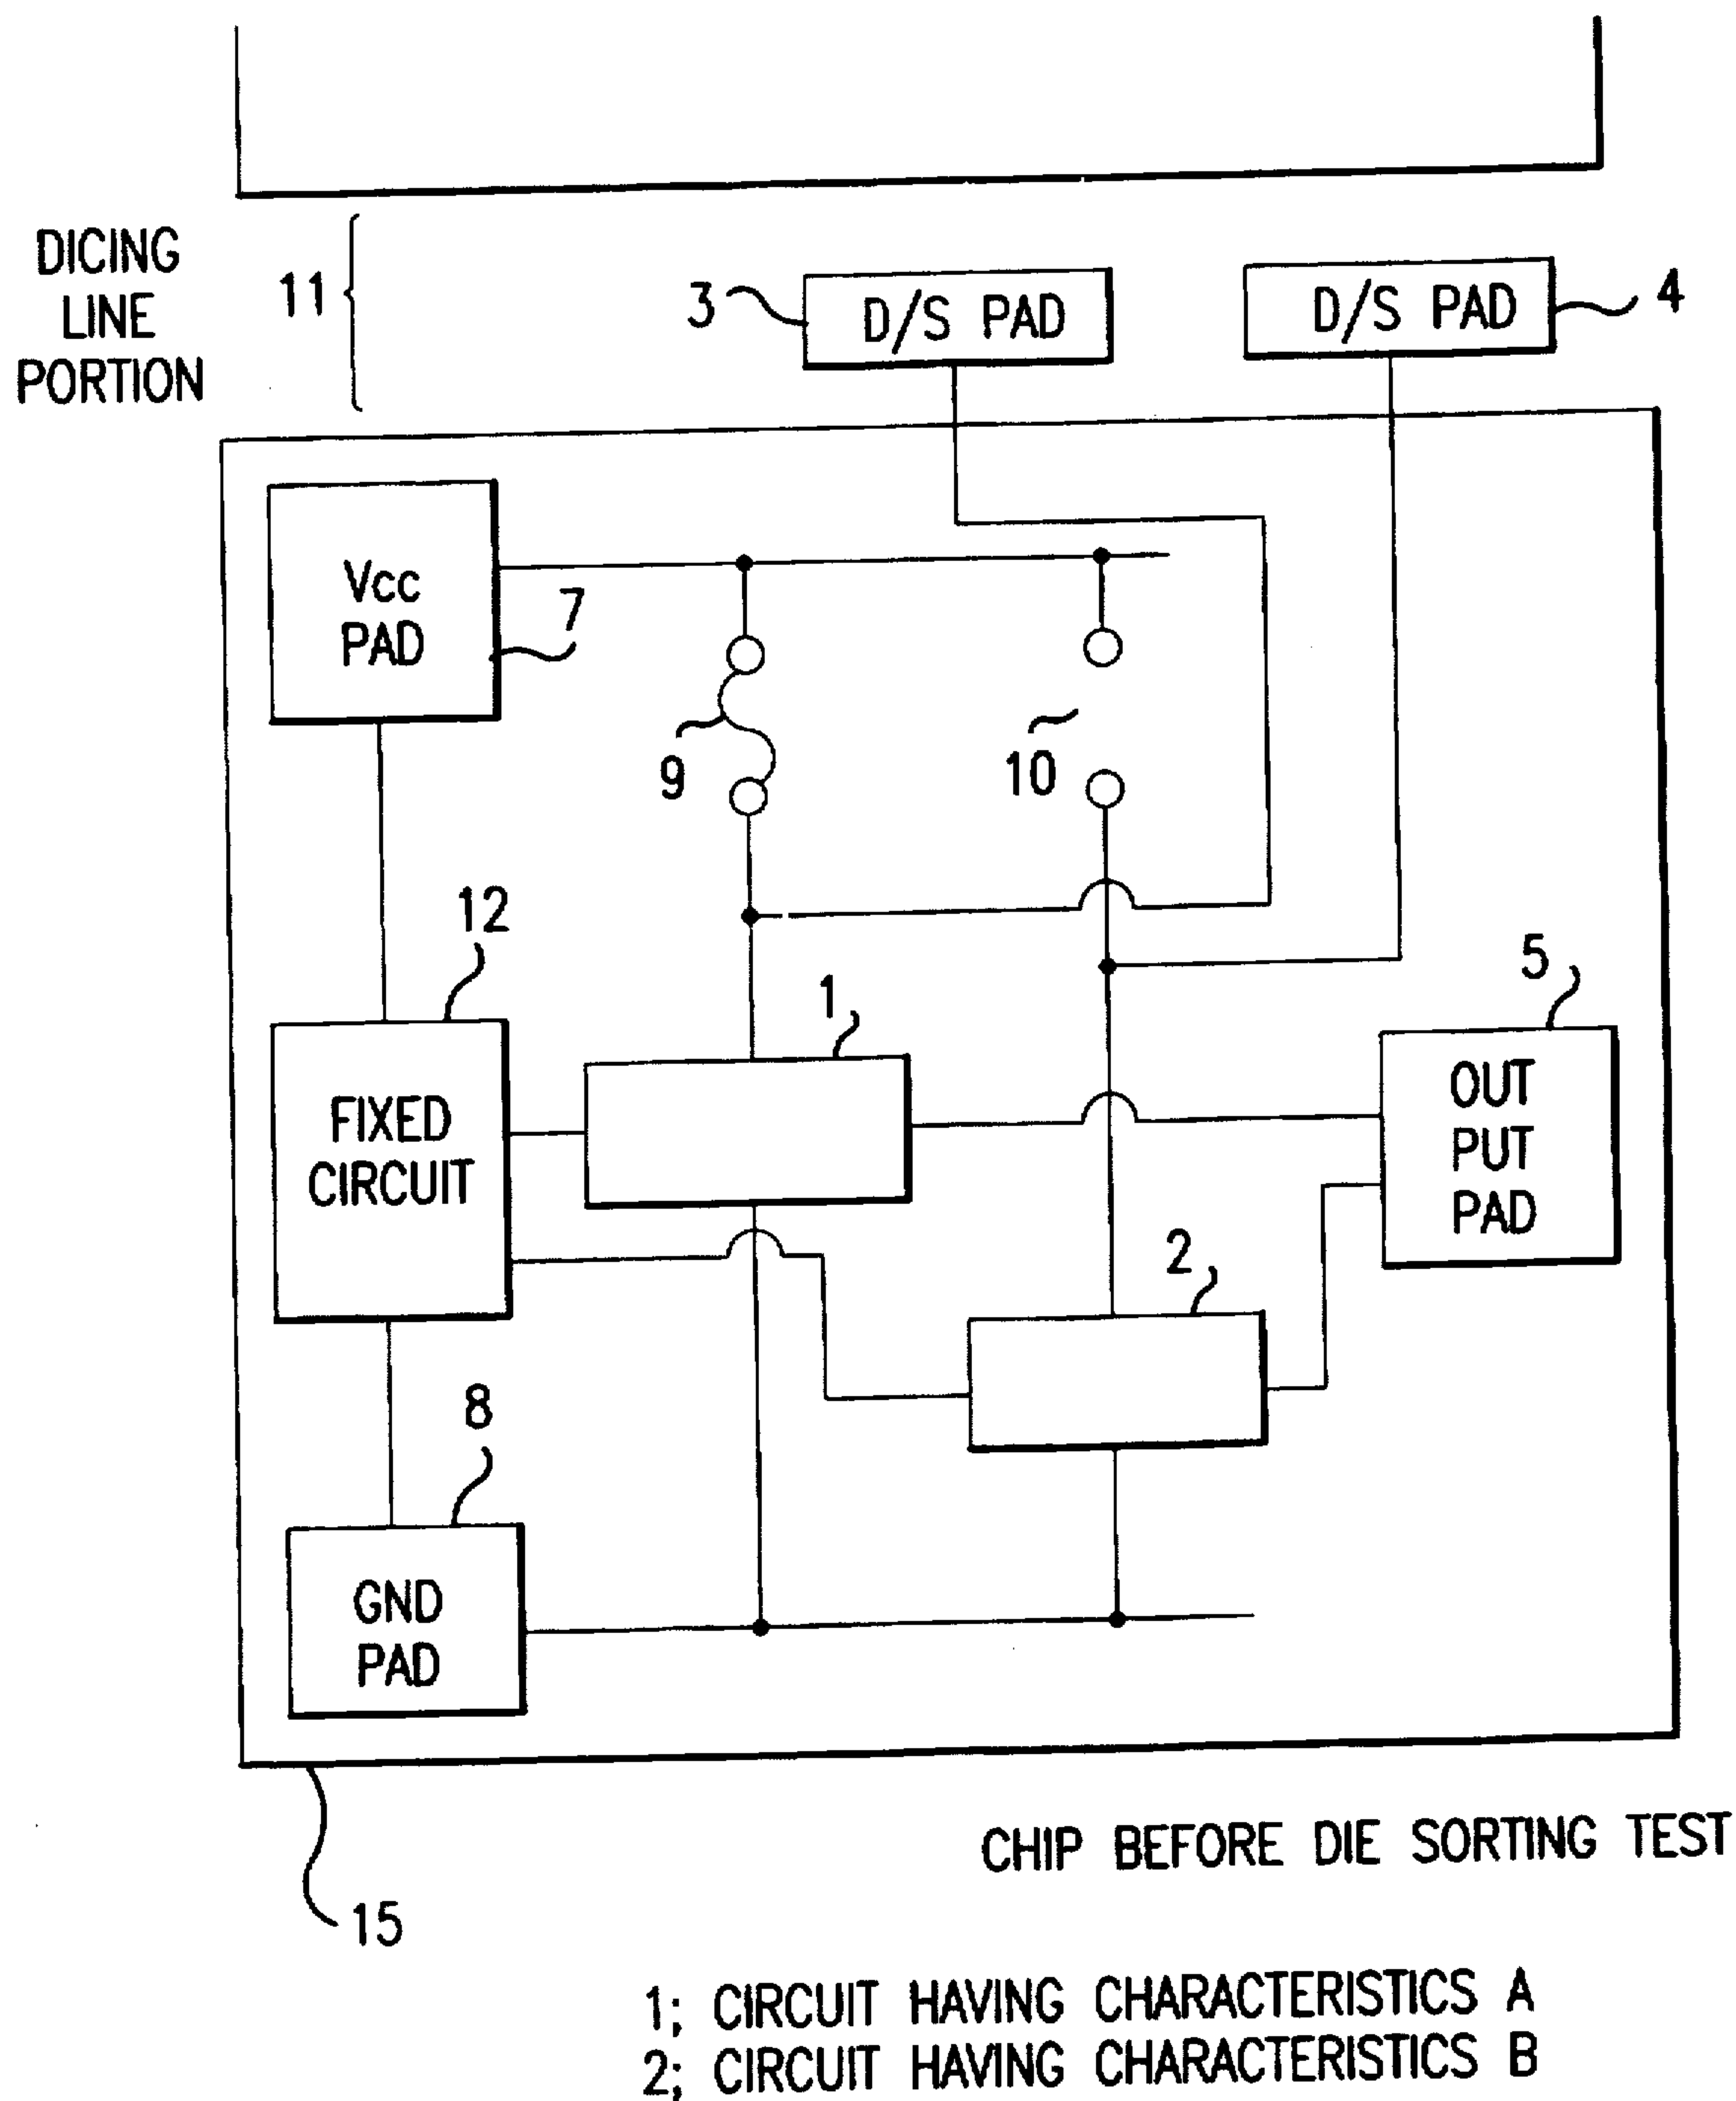 DICING
LINE
PORTION
11
3
D/S PAD
D/S PAD
4
Vcc
PAD
7
9
10
12
1
5
FIXED
CIRCUIT
OUT
PUT
PAD
2
8
GND
PAD
15
CHIP BEFORE DIE SORTING TEST
1; CIRCUIT HAVING CHARACTERISTICS A
2; CIRCUIT HAVING CHARACTERISTICS B